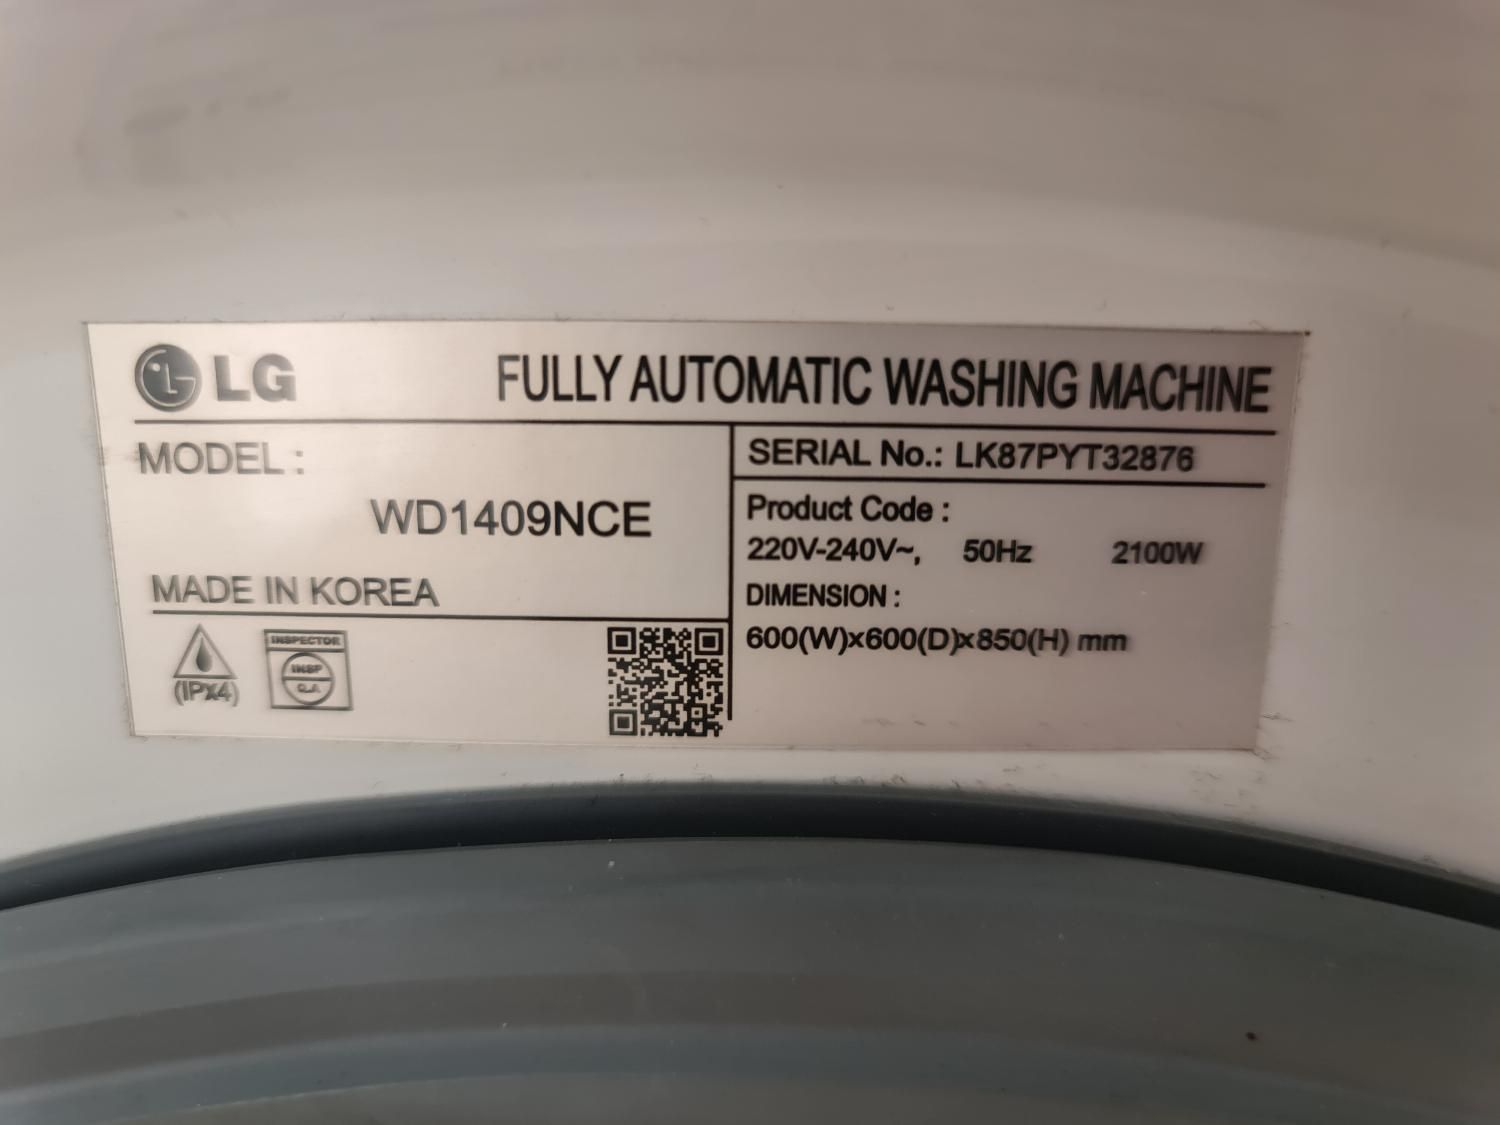 LG FULLY AUTOMATIC WASHING MACHINE
MODEL :
WD1409NCE
MADE IN KOREA
SERIAL No.: LK87PYT32876
Product Code :
220V-240V~, 50Hz 2100W
DIMENSION :
600(W)x600(D)x850(H) mm
(IPX4)
INSPECTOR
INSP
Q.A